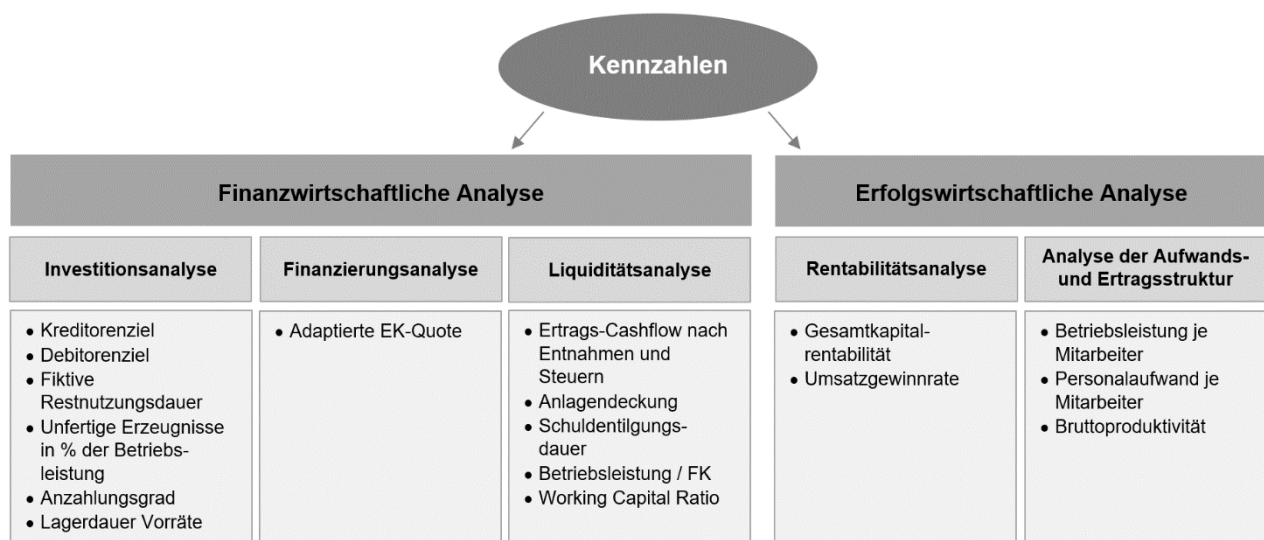 Kennzahlen
Finanzwirtschaftliche Analyse
Erfolgswirtschaftliche Analyse
Investitionsanalyse
Finanzierungsanalyse
Liquiditätsanalyse
Rentabilitätsanalyse
Analyse der Aufwands-
und Ertragsstruktur
• Kreditorenziel
• Debitorenziel
• Fiktive
Restnutzungsdauer
• Unfertige Erzeugnisse
in % der Betriebs-
leistung
• Anzahlungsgrad
• Lagerdauer Vorräte
• Adaptierte EK-Quote
• Ertrags-Cashflow nach
Entnahmen und
Steuern
• Anlagendeckung
• Schuldentilgungs-
dauer
• Betriebsleistung / FK
• Working Capital Ratio
• Gesamtkapital-
rentabilität
• Umsatzgewinnrate
• Betriebsleistung je
Mitarbeiter
• Personalaufwand je
Mitarbeiter
• Bruttoproduktivität